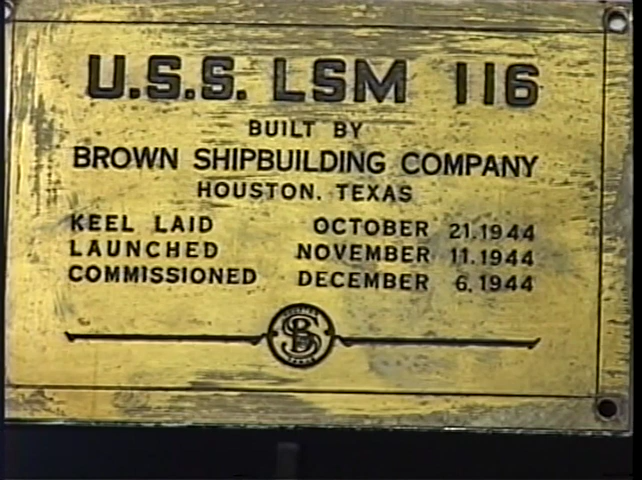 U.S.S. LSM 116
BUILT BY
BROWN SHIPBUILDING COMPANY
HOUSTON, TEXAS
KEEL LAID OCTOBER 21,1944
LAUNCHED NOVEMBER 11,1944
COMMISSIONED DECEMBER 6,1944